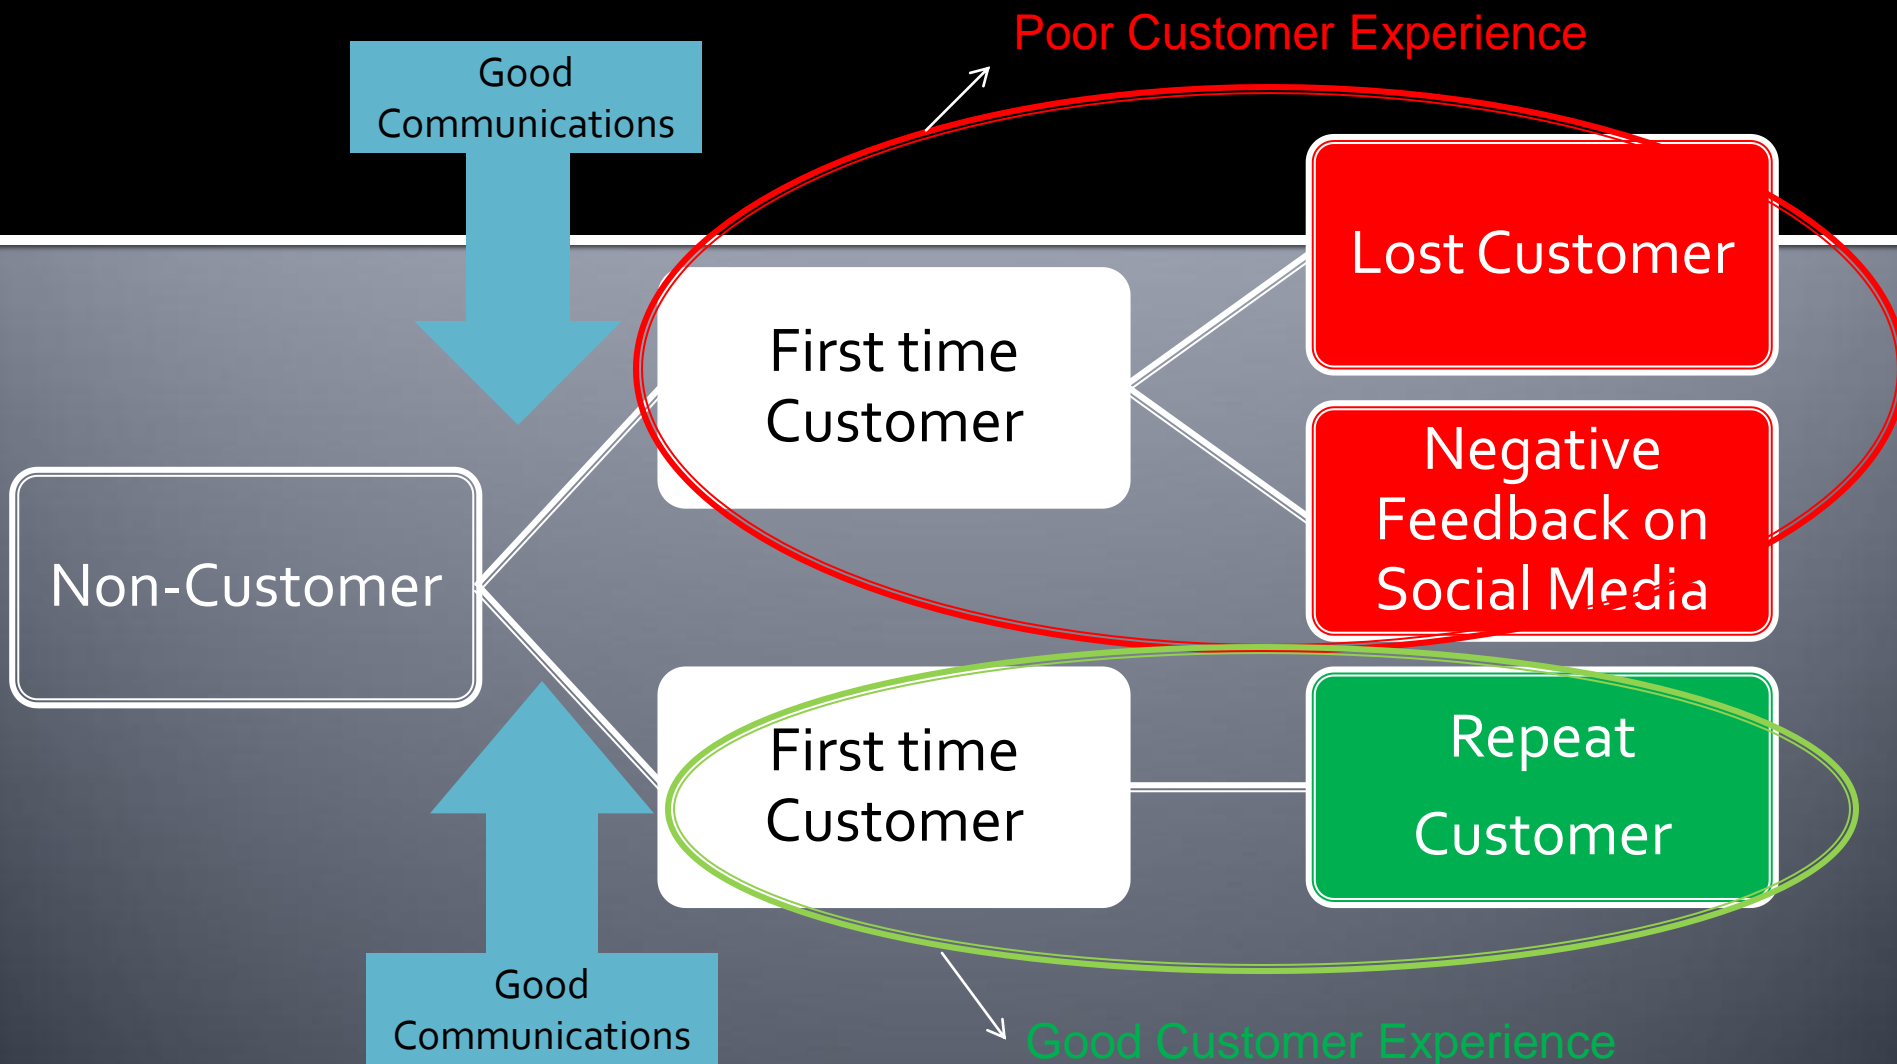 Poor Customer Experience
Good
Communications
Lost Customer
First time
Customer
Negative
Feedback on
Social Media
Non-Customer
First time
Customer
Repeat
Customer
Good
Communications
Good Customer Experience